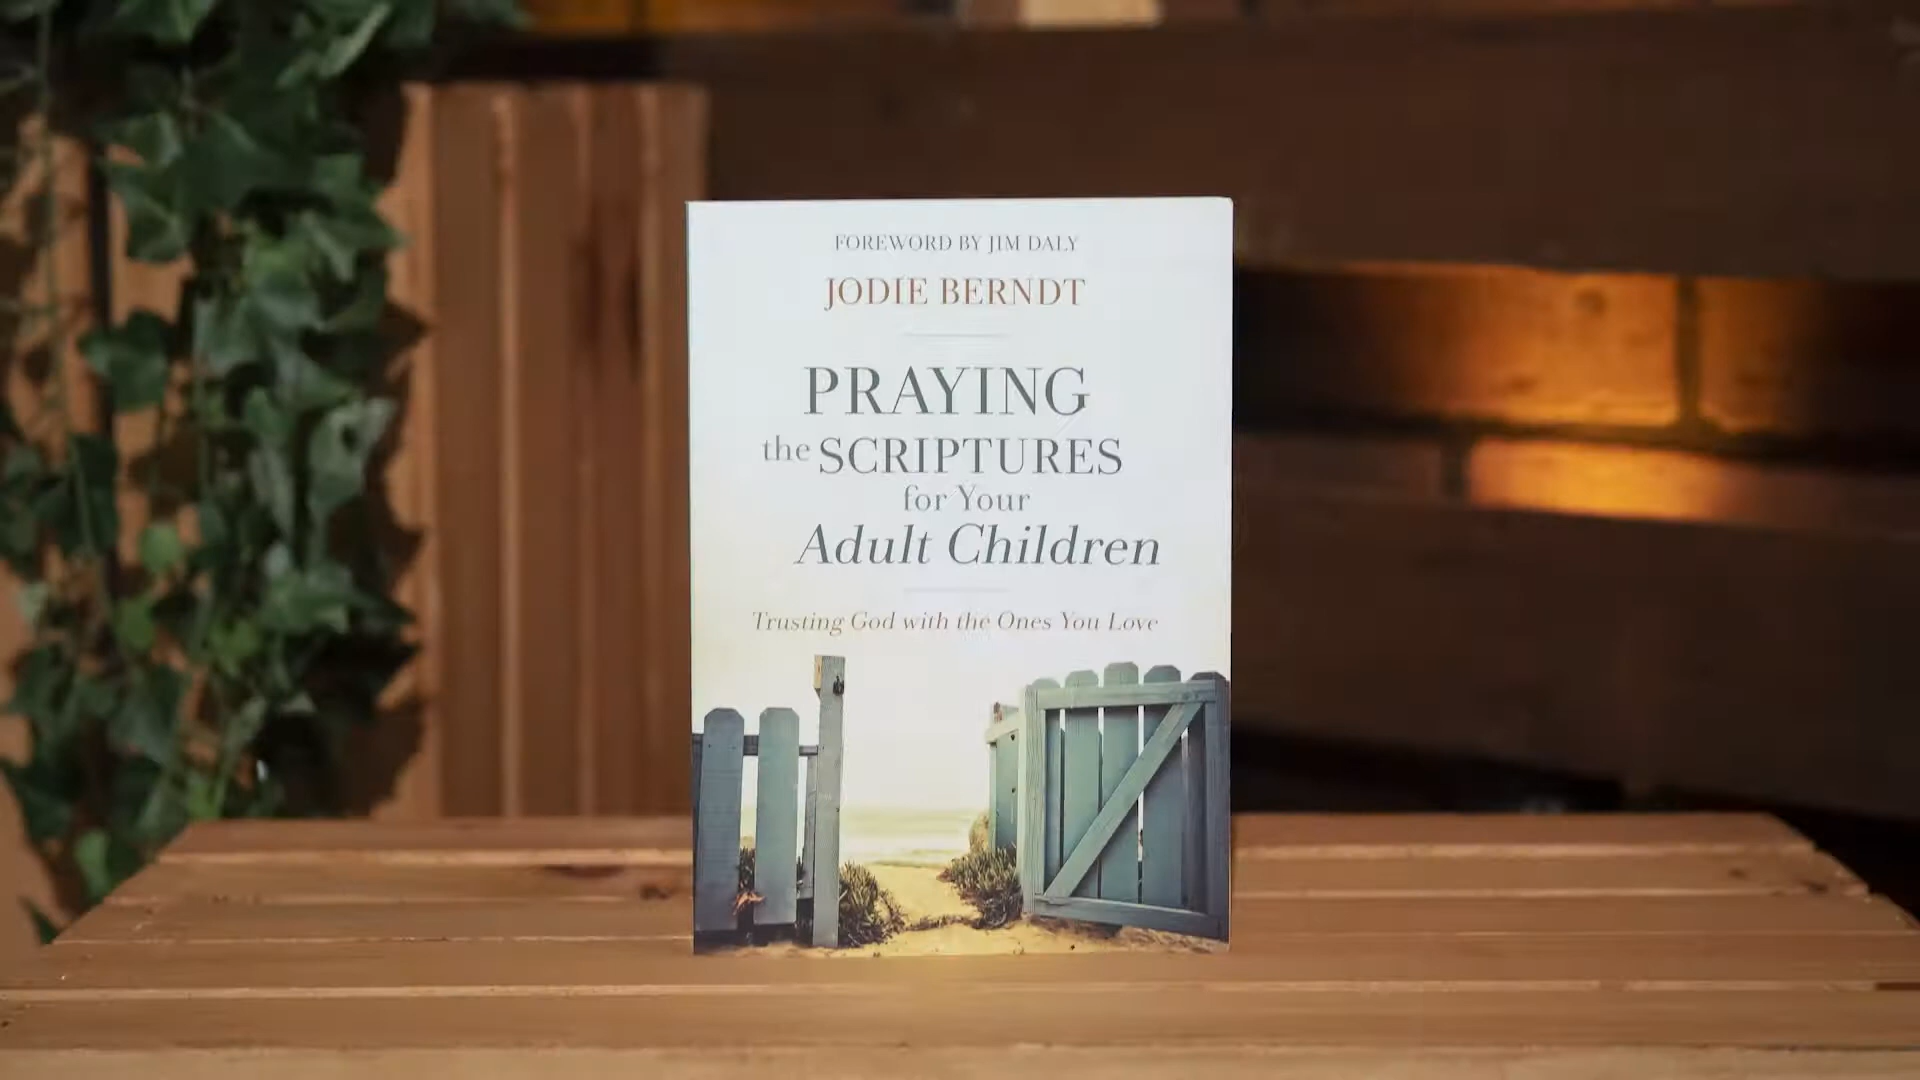 FOREWORD BY JIM DALY
JODIE BERNDT
PRAYING
the SCRIPTURES
for Your
Adult Children
Trusting God with the Ones You Love